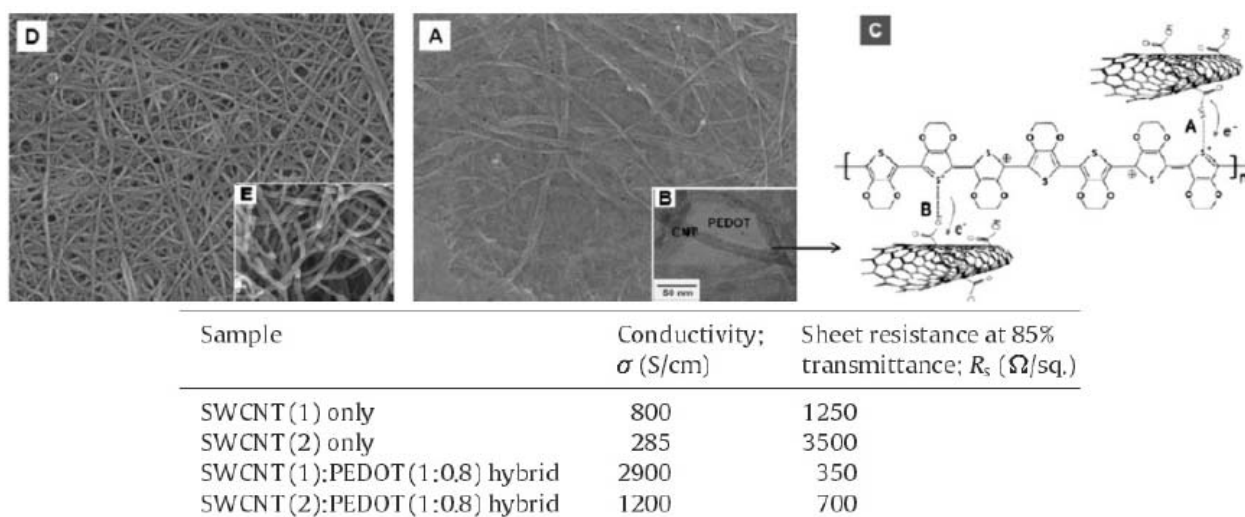 D
E
A
B
CNT
PEDOT
50 nm
C
A
e⁻
B
e⁻
Sample Conductivity; Sheet resistance at 85%
σ (S/cm) transmittance; Rs (Ω/sq.)
SWCNT(1) only 800 1250
SWCNT(2) only 285 3500
SWCNT(1):PEDOT(1:0.8) hybrid 2900 350
SWCNT(2):PEDOT(1:0.8) hybrid 1200 700